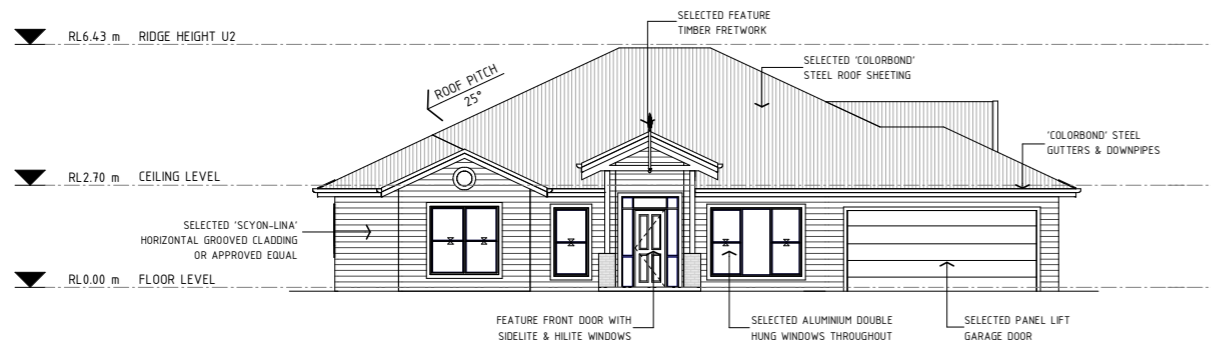 SELECTED FEATURE
TIMBER FRETWORK
RL6.43 m RIDGE HEIGHT U2
SELECTED 'COLORBOND'
STEEL ROOF SHEETING
ROOF PITCH
25°
'COLORBOND' STEEL
GUTTERS & DOWNPIPES
RL2.70 m CEILING LEVEL
SELECTED 'SCYON-LINA'
HORIZONTAL GROOVED CLADDING
OR APPROVED EQUAL
RL0.00 m FLOOR LEVEL
FEATURE FRONT DOOR WITH
SIDELITE & HILITE WINDOWS
SELECTED ALUMINIUM DOUBLE
HUNG WINDOWS THROUGHOUT
SELECTED PANEL LIFT
GARAGE DOOR